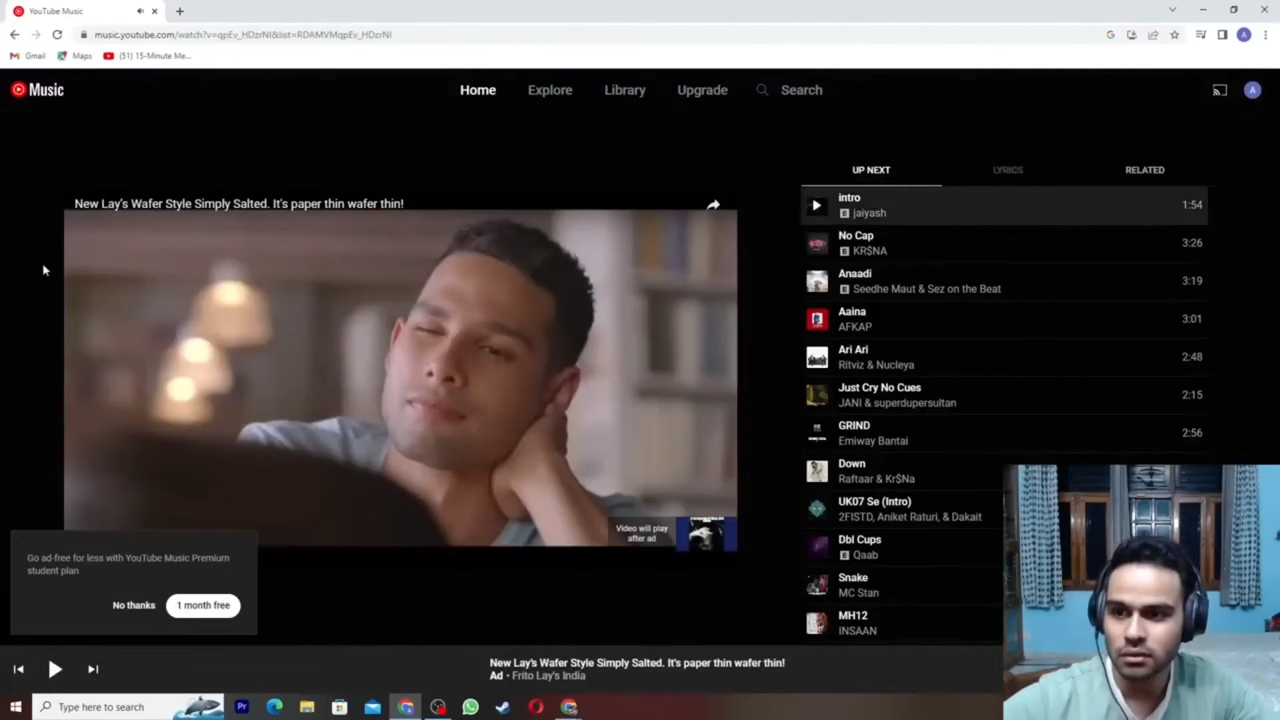 YouTube Music
music.youtube.com/watch?v=qpEv_HDzrNI&list=RDAMVMqpEv_HDzrNI
Gmail
Maps
(51) 15-Minute Me...
A
Music
Home
Explore
Library
Upgrade
Search
A
UP NEXT
LYRICS
RELATED
New Lay's Wafer Style Simply Salted. It's paper thin wafer thin!
intro
E jaiyash
1:54
No Cap
E KR$NA
3:26
Anaadi
E Seedhe Maut & Sez on the Beat
3:19
Aaina
AFKAP
3:01
Ari Ari
Ritviz & Nucleya
2:48
Just Cry No Cues
JANI & superdupersultan
2:15
GRIND
Emiway Bantai
2:56
Down
Raftaar & Kr$Na
UK07 Se (Intro)
2FISTD, Aniket Raturi, & Dakait
Dbl Cups
E Qaab
Snake
MC Stan
MH12
INSAAN
Video will play
after ad
Go ad-free for less with YouTube Music Premium
student plan
No thanks
1 month free
New Lay's Wafer Style Simply Salted. It's paper thin wafer thin!
Ad • Frito Lay's India
Type here to search
Pr